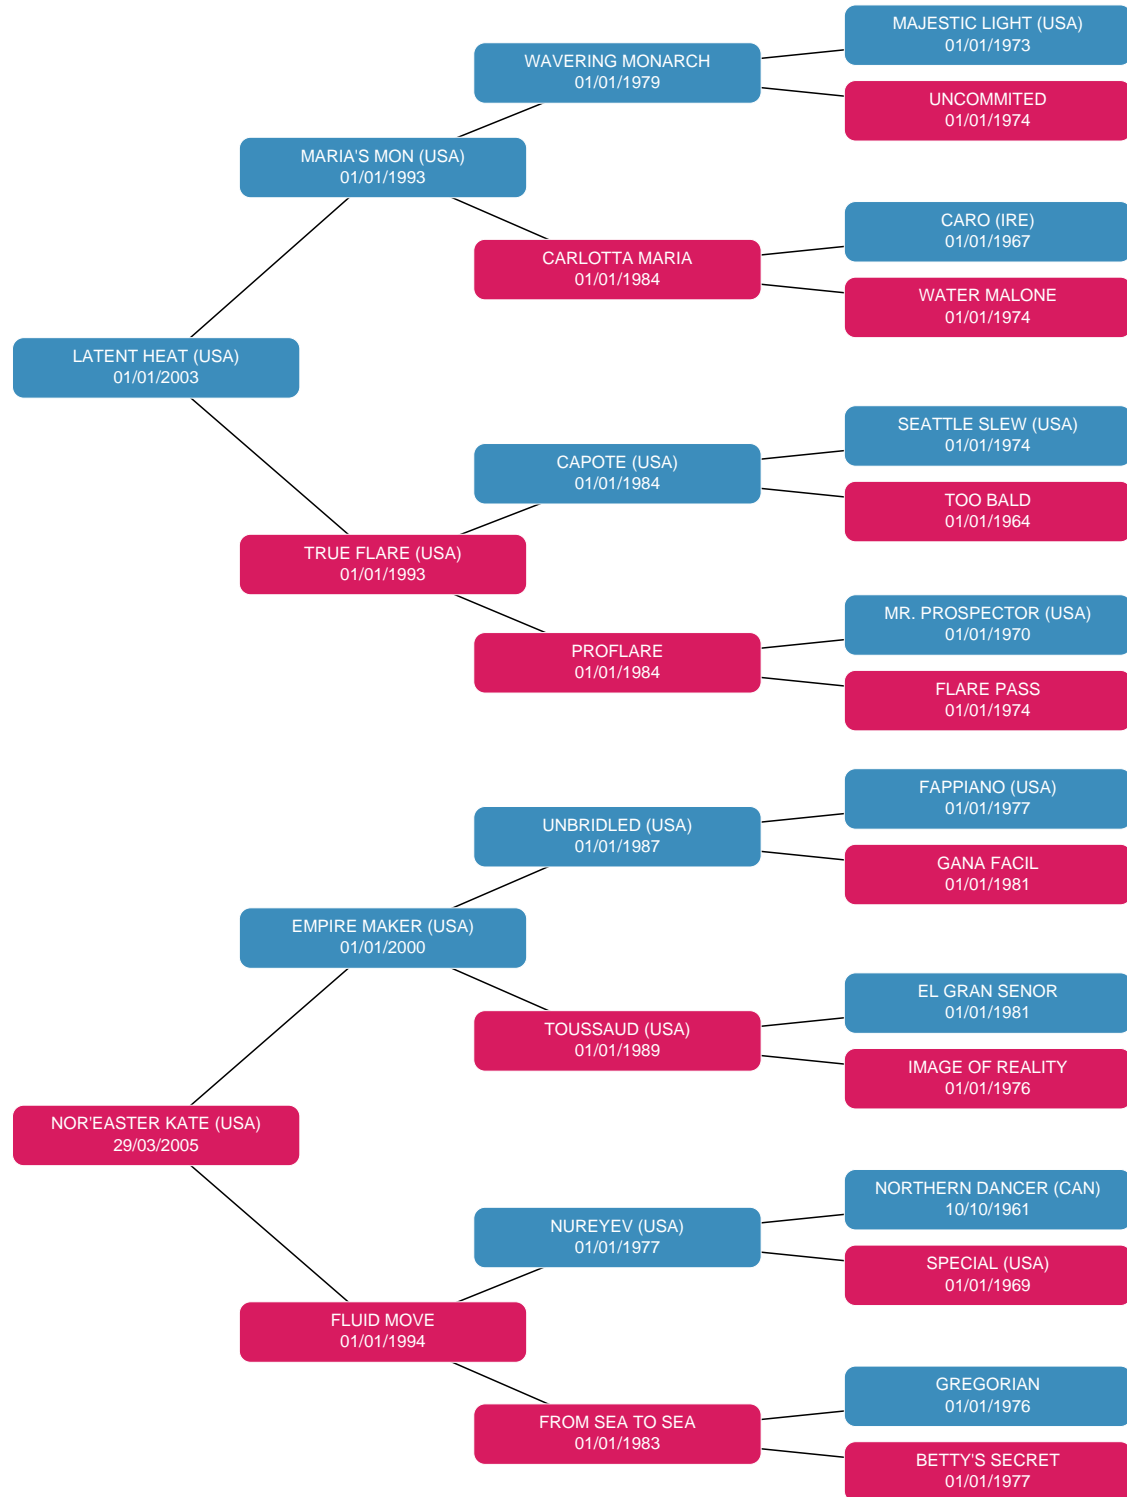 MAJESTIC LIGHT (USA)
01/01/1973
WAVERING MONARCH
01/01/1979
UNCOMMITED
01/01/1974
MARIA'S MON (USA)
01/01/1993
CARO (IRE)
01/01/1967
CARLOTTA MARIA
01/01/1984
WATER MALONE
01/01/1974
LATENT HEAT (USA)
01/01/2003
SEATTLE SLEW (USA)
01/01/1974
CAPOTE (USA)
01/01/1984
TOO BALD
01/01/1964
TRUE FLARE (USA)
01/01/1993
MR. PROSPECTOR (USA)
01/01/1970
PROFLARE
01/01/1984
FLARE PASS
01/01/1974
FAPPIANO (USA)
01/01/1977
UNBRIDLED (USA)
01/01/1987
GANA FACIL
01/01/1981
EMPIRE MAKER (USA)
01/01/2000
EL GRAN SENOR
01/01/1981
TOUSSAUD (USA)
01/01/1989
IMAGE OF REALITY
01/01/1976
NOR'EASTER KATE (USA)
29/03/2005
NORTHERN DANCER (CAN)
10/10/1961
NUREYEV (USA)
01/01/1977
SPECIAL (USA)
01/01/1969
FLUID MOVE
01/01/1994
GREGORIAN
01/01/1976
FROM SEA TO SEA
01/01/1983
BETTY'S SECRET
01/01/1977